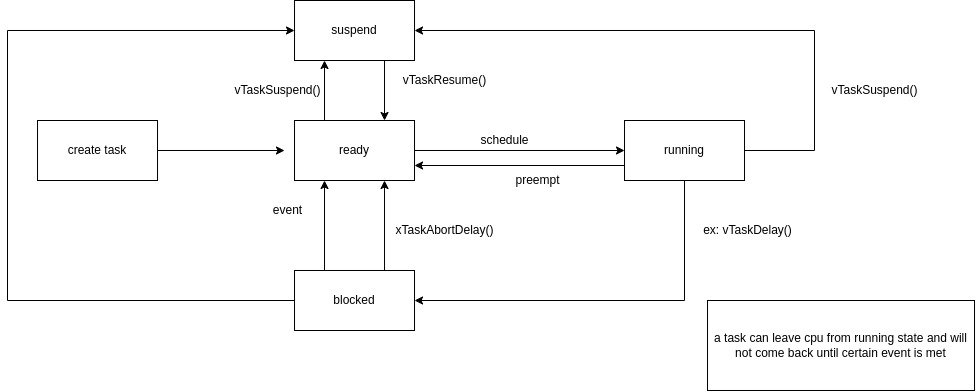 suspend
vTaskSuspend()
vTaskResume()
vTaskSuspend()
create task
ready
schedule
running
preempt
event
xTaskAbortDelay()
ex: vTaskDelay()
blocked
a task can leave cpu from running state and will
not come back until certain event is met